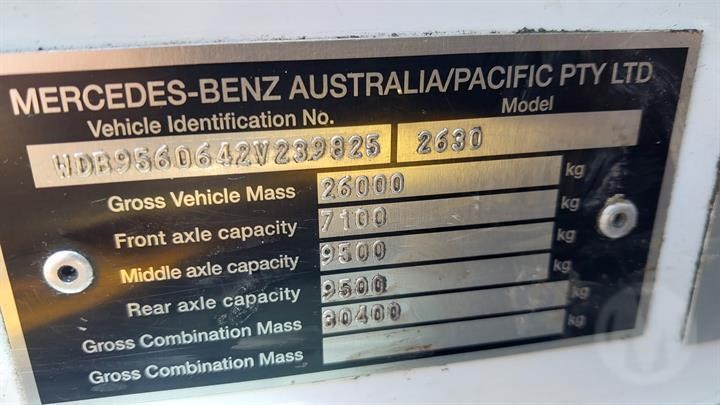 MERCEDES-BENZ AUSTRALIA/PACIFIC PTY LTD
Vehicle Identification No. Model
WDB9560642V239825 2630
Gross Vehicle Mass 26000 kg
Front axle capacity 7100 kg
Middle axle capacity 9500 kg
Rear axle capacity 9500 kg
Gross Combination Mass 30400 kg
Gross Combination Mass